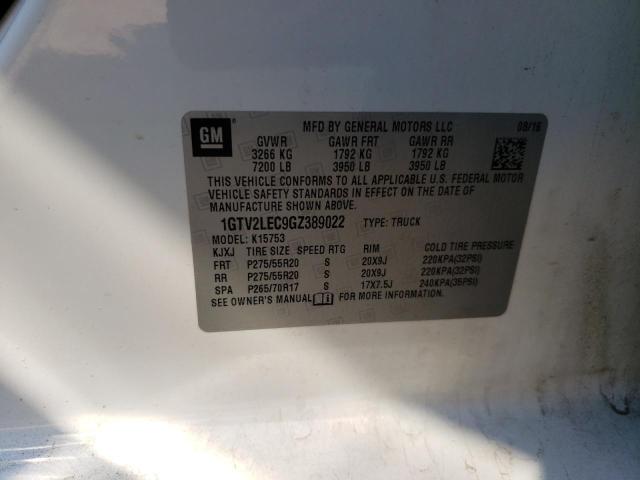 GM
MFD BY GENERAL MOTORS LLC 08/16
GVWR GAWR FRT GAWR RR
3266 KG 1792 KG 1792 KG
7200 LB 3950 LB 3950 LB
THIS VEHICLE CONFORMS TO ALL APPLICABLE U.S. FEDERAL MOTOR
VEHICLE SAFETY STANDARDS IN EFFECT ON THE DATE OF
MANUFACTURE SHOWN ABOVE.
1GTV2LEC9GZ389022 TYPE: TRUCK
MODEL: K15753
KJXJ TIRE SIZE SPEED RTG RIM COLD TIRE PRESSURE
FRT P275/55R20 S 20X9J 220KPA(32PSI)
RR P275/55R20 S 20X9J 220KPA(32PSI)
SPA P265/70R17 S 17X7.5J 240KPA(35PSI)
SEE OWNER'S MANUAL FOR MORE INFORMATION.